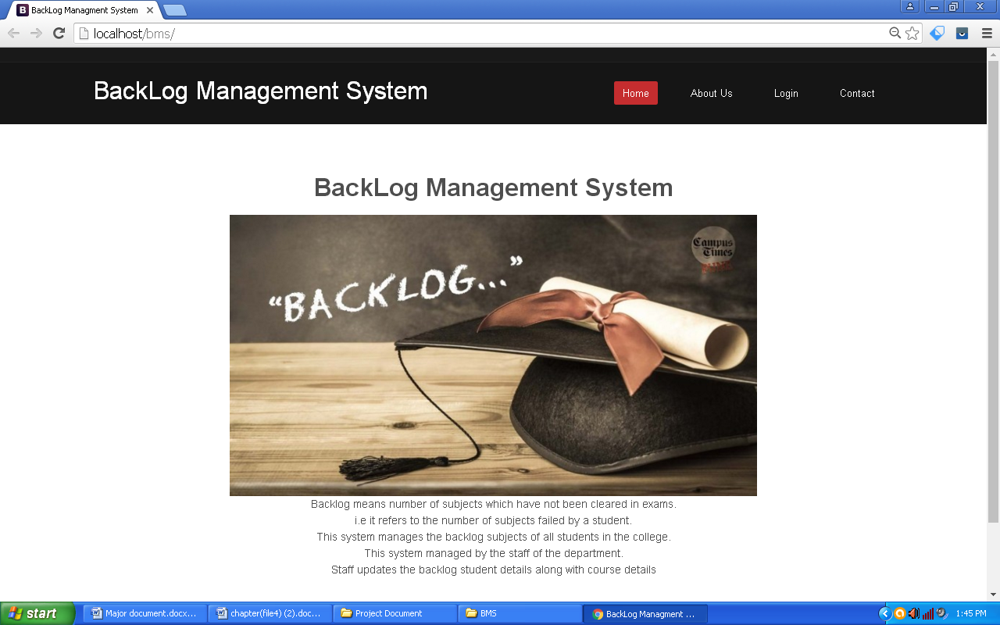 BackLog Managment System
localhost/bms/
BackLog Management System
Home
About Us
Login
Contact
BackLog Management System
Campus
Times
“BACKLOG...”
Backlog means number of subjects which have not been cleared in exams.
i.e it refers to the number of subjects failed by a student.
This system manages the backlog subjects of all students in the college.
This system managed by the staff of the department.
Staff updates the backlog student details along with course details
start
Major document.docx...
chapter(file4) (2).doc...
Project Document
BMS
BackLog Managment ...
1:45 PM